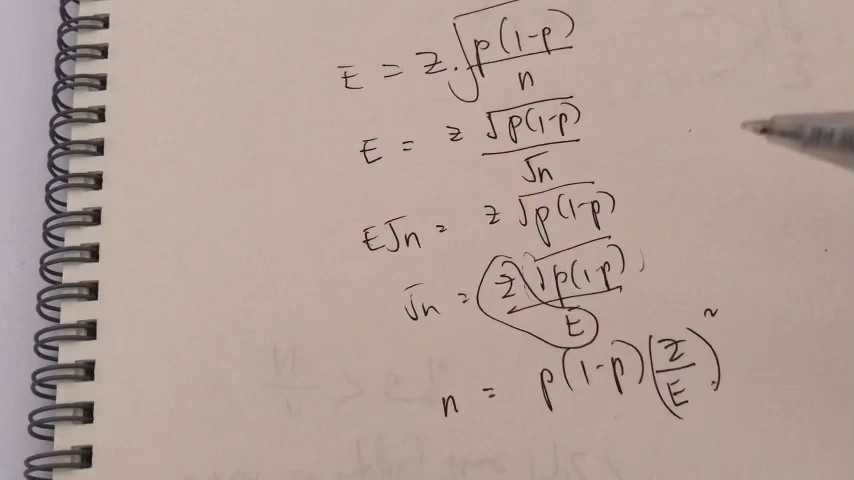 E = z·√(p(1-p)/n)
E = z √p(1-p)/√n
E√n = z √p(1-p)
√n = z√p(1-p)/E
n = p(1-p)(z/E)²